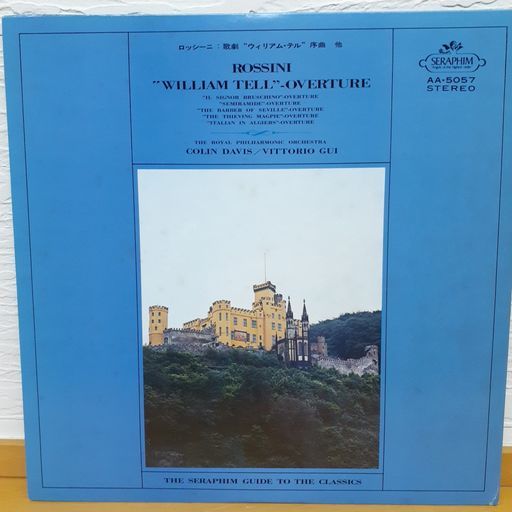 ロッシーニ：歌劇 "ウィリアム・テル" 序曲 他
ROSSINI
"WILLIAM TELL"-OVERTURE
"IL SIGNOR BRUSCHINO"-OVERTURE
"SEMIRAMIDE"-OVERTURE
"THE BARBER OF SEVILLE"-OVERTURE
"THE THIEVING MAGPIE"-OVERTURE
"ITALIAN IN ALGIERS"-OVERTURE
THE ROYAL PHILHARMONIC ORCHESTRA
COLIN DAVIS/VITTORIO GUI
SERAPHIM
AA-5057
STEREO
THE SERAPHIM GUIDE TO THE CLASSICS